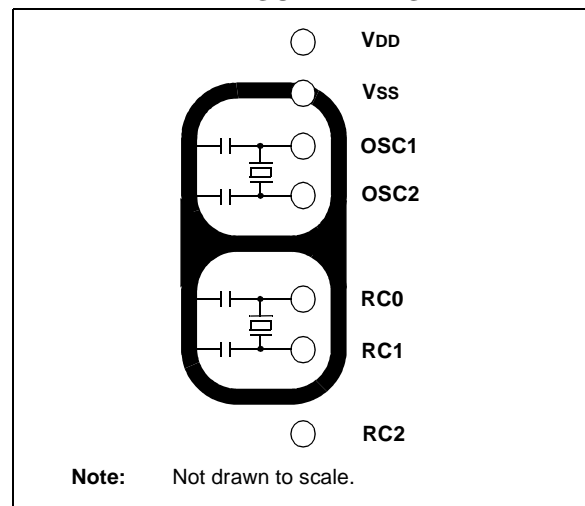 VDD
VSS
OSC1
OSC2
RC0
RC1
RC2
Note: Not drawn to scale.